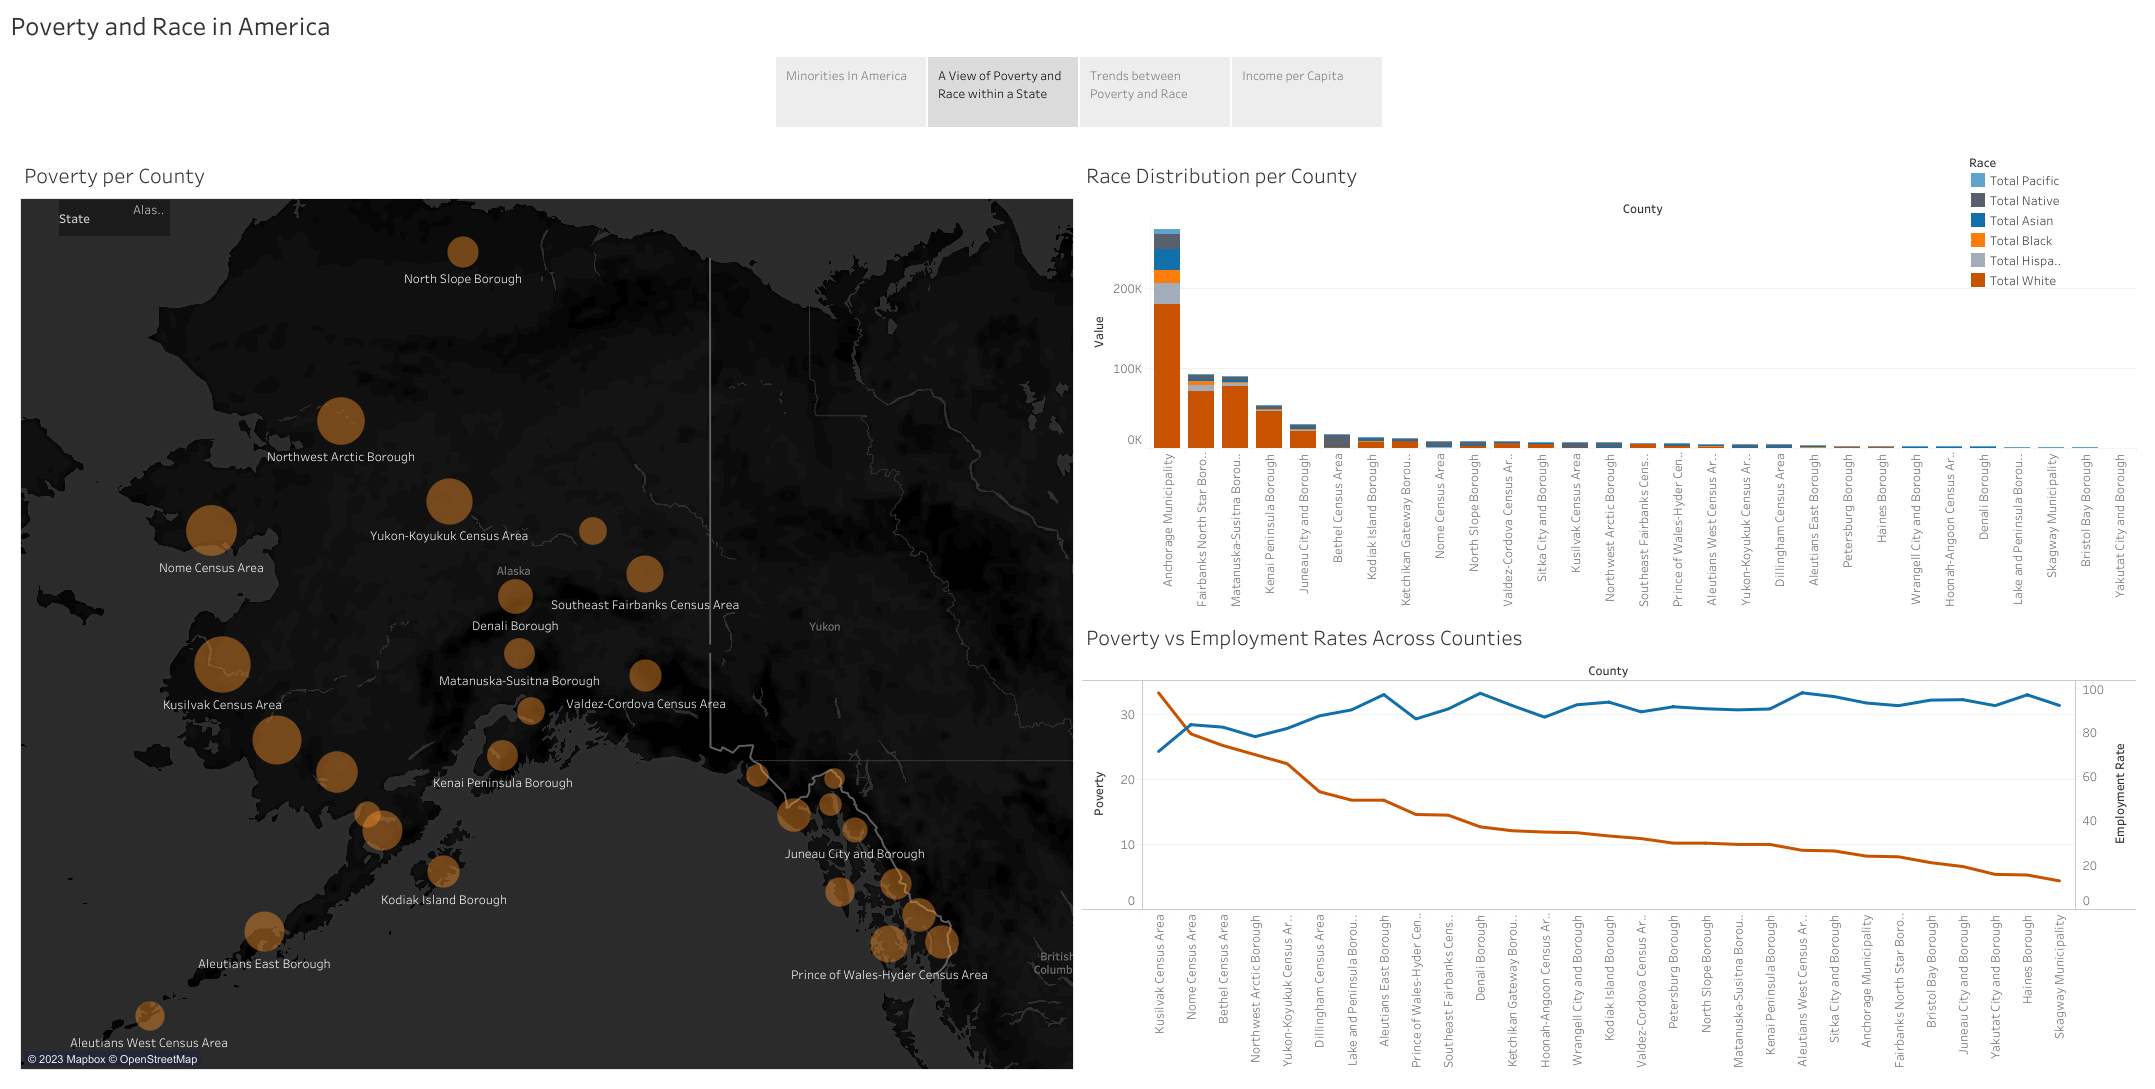 Poverty and Race in America
Minorities In America
A View of Poverty and
Race within a State
Trends between
Poverty and Race
Income per Capita
Poverty per County
State
Alas..
North Slope Borough
Northwest Arctic Borough
Yukon-Koyukuk Census Area
Nome Census Area
Alaska
Southeast Fairbanks Census Area
Denali Borough
Yukon
Matanuska-Susitna Borough
Kusilvak Census Area
Valdez-Cordova Census Area
Kenai Peninsula Borough
Juneau City and Borough
Kodiak Island Borough
Aleutians East Borough
British
Columb
Prince of Wales-Hyder Census Area
Aleutians West Census Area
© 2023 Mapbox © OpenStreetMap
Race Distribution per County
Race
Total Pacific
Total Native
Total Asian
Total Black
Total Hispa..
Total White
County
Value
200K
100K
0K
Anchorage Municipality
Fairbanks North Star Boro..
Matanuska-Susitna Borou..
Kenai Peninsula Borough
Juneau City and Borough
Bethel Census Area
Kodiak Island Borough
Ketchikan Gateway Borou..
Nome Census Area
North Slope Borough
Valdez-Cordova Census Ar..
Sitka City and Borough
Kusilvak Census Area
Northwest Arctic Borough
Southeast Fairbanks Cens..
Prince of Wales-Hyder Cen..
Aleutians West Census Ar..
Yukon-Koyukuk Census Ar..
Dillingham Census Area
Aleutians East Borough
Petersburg Borough
Haines Borough
Wrangell City and Borough
Hoonah-Angoon Census Ar..
Denali Borough
Lake and Peninsula Borou..
Skagway Municipality
Bristol Bay Borough
Yakutat City and Borough
Poverty vs Employment Rates Across Counties
County
Poverty
30
20
10
0
100
80
60
40
20
0
Employment Rate
Kusilvak Census Area
Nome Census Area
Bethel Census Area
Northwest Arctic Borough
Yukon-Koyukuk Census Ar..
Dillingham Census Area
Lake and Peninsula Borou..
Aleutians East Borough
Prince of Wales-Hyder Cen..
Southeast Fairbanks Cens..
Denali Borough
Ketchikan Gateway Borou..
Hoonah-Angoon Census Ar..
Wrangell City and Borough
Kodiak Island Borough
Valdez-Cordova Census Ar..
Petersburg Borough
North Slope Borough
Matanuska-Susitna Borou..
Kenai Peninsula Borough
Aleutians West Census Ar..
Sitka City and Borough
Anchorage Municipality
Fairbanks North Star Boro..
Bristol Bay Borough
Juneau City and Borough
Yakutat City and Borough
Haines Borough
Skagway Municipality